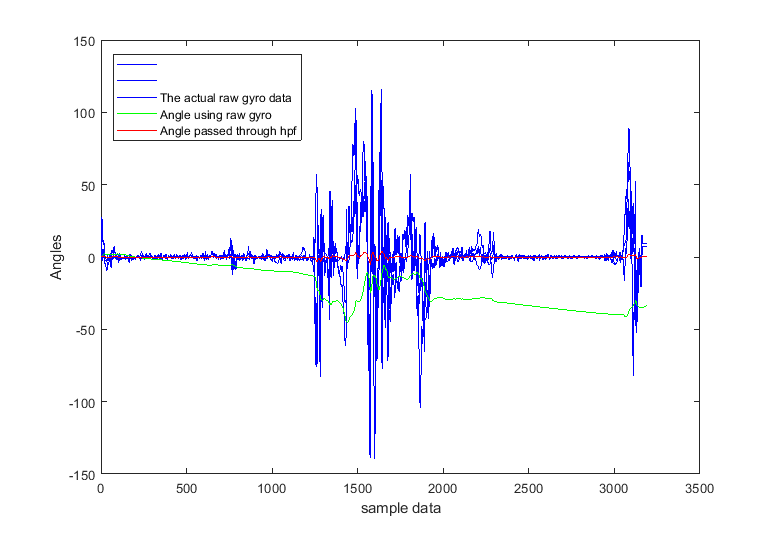 150
100
50
0
-50
-100
-150
Angles
The actual raw gyro data
Angle using raw gyro
Angle passed through hpf
0 500 1000 1500 2000 2500 3000 3500
sample data